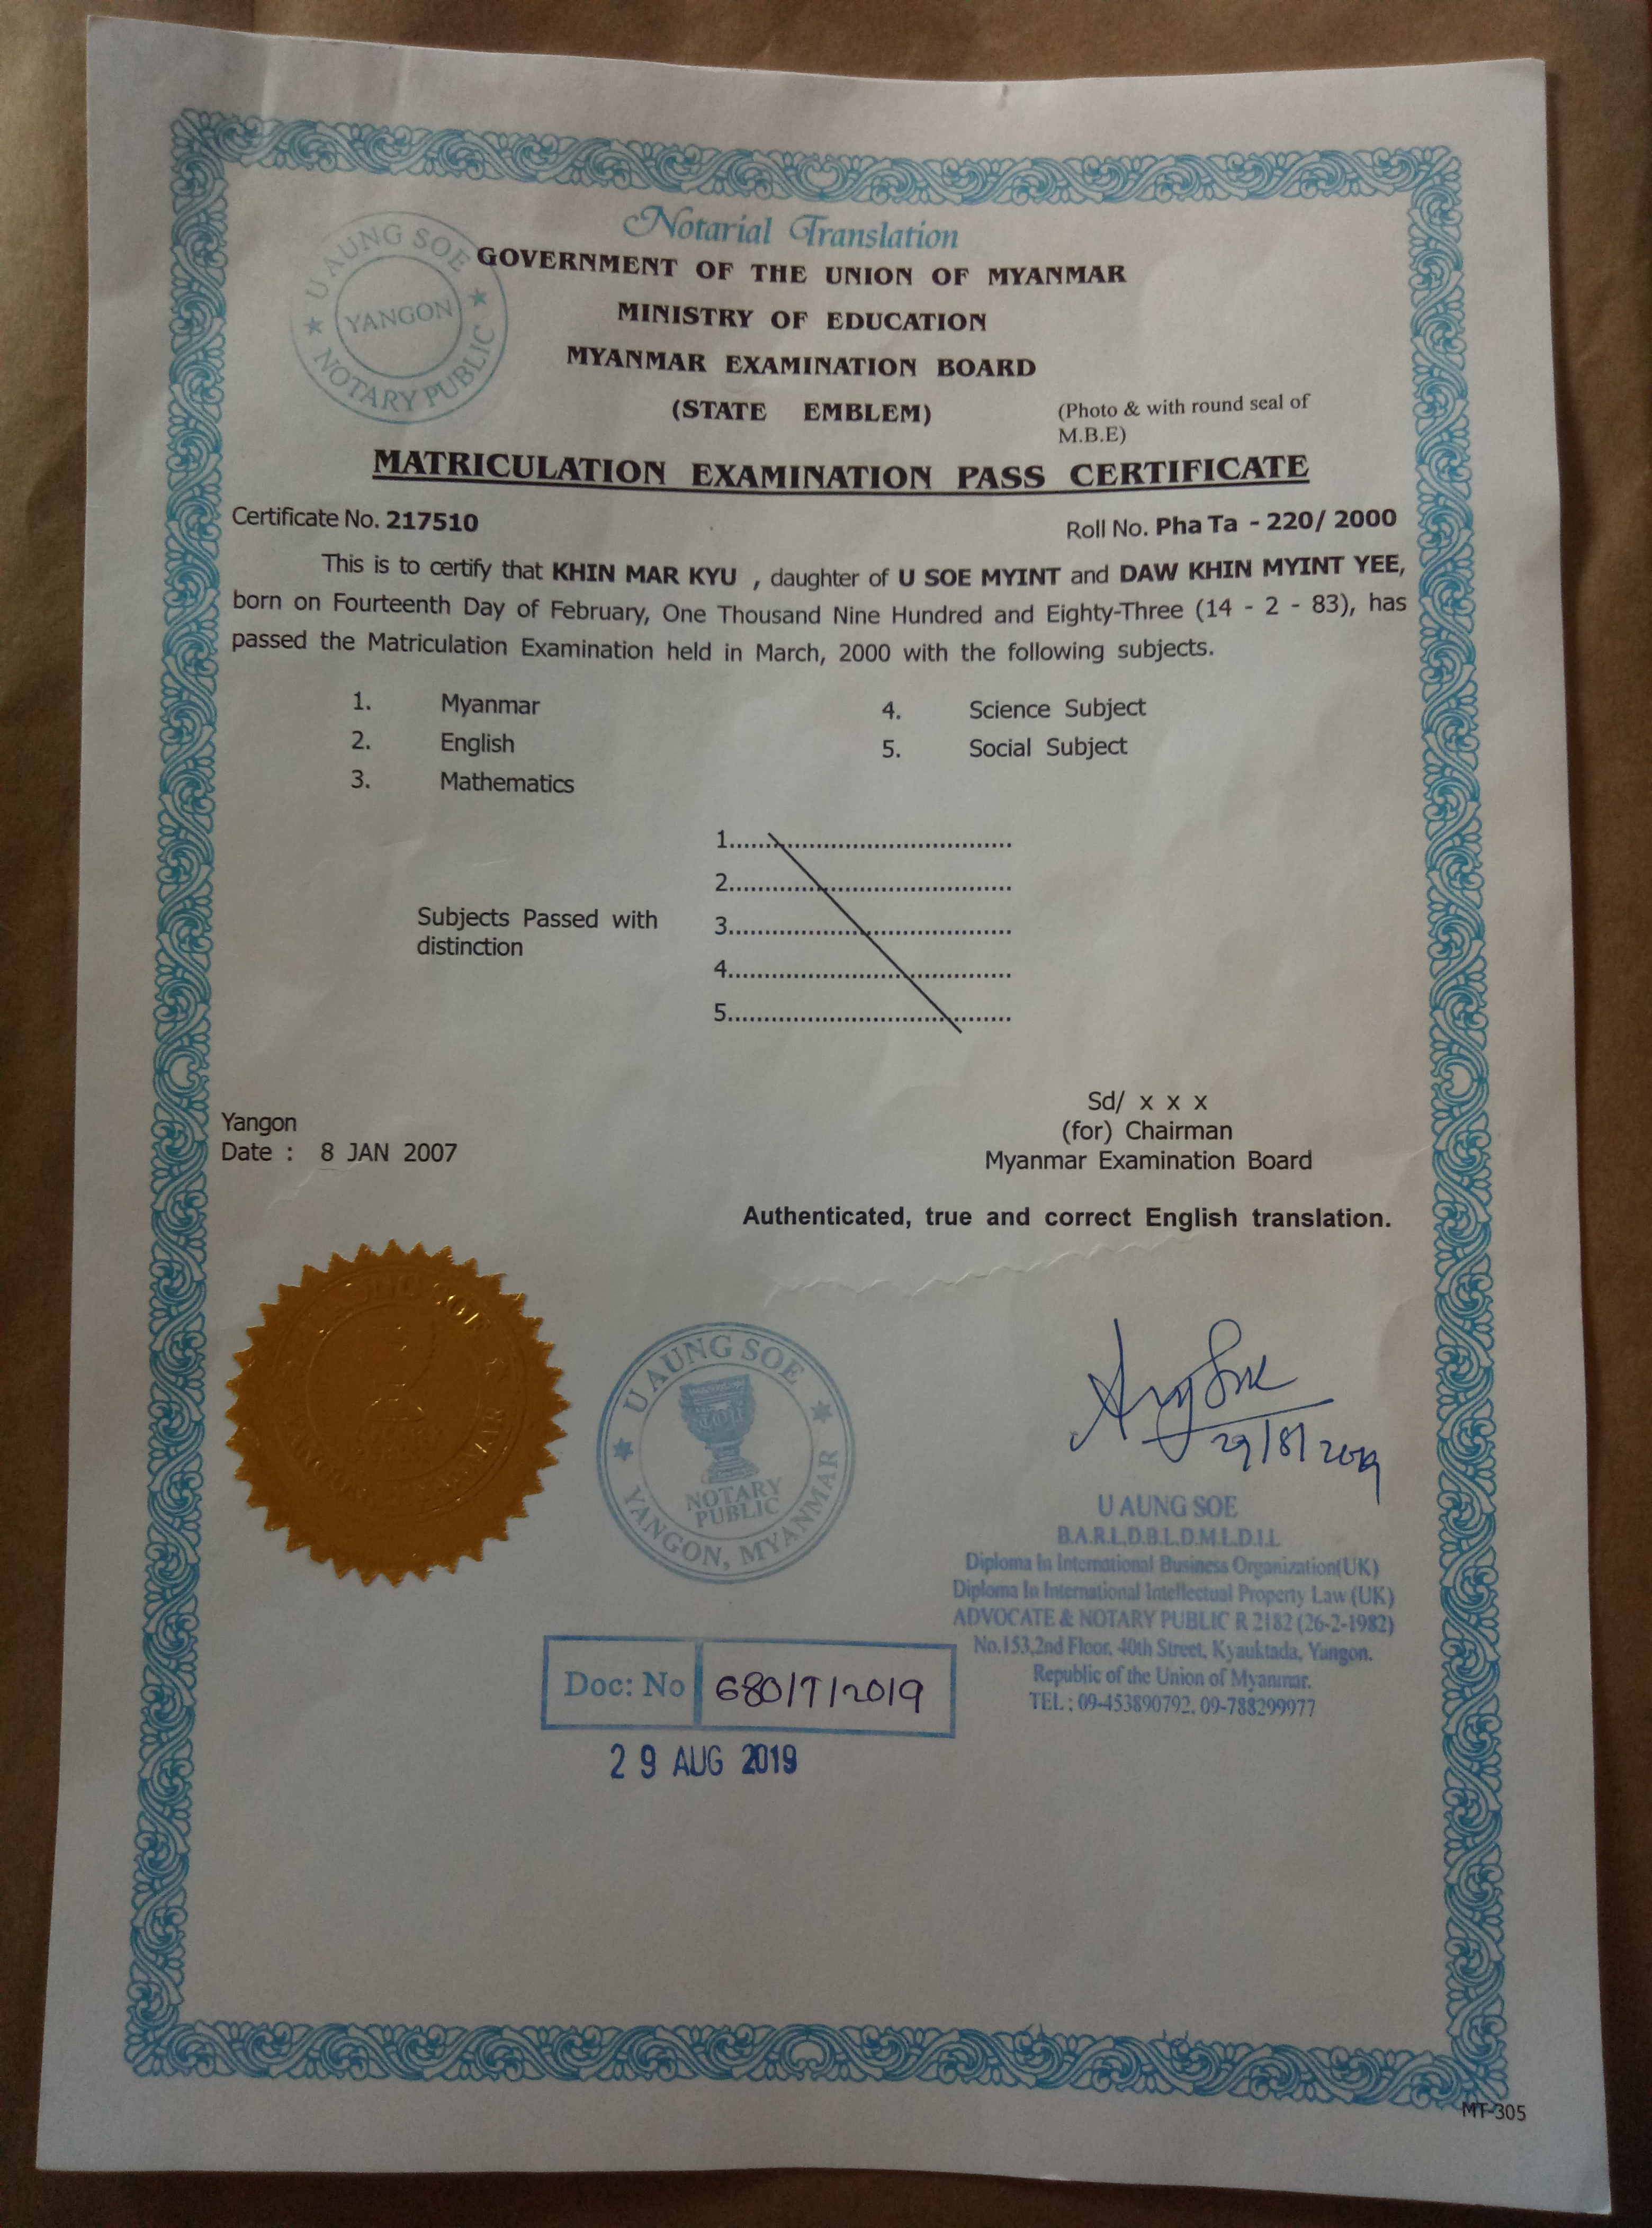 Notarial Translation
U AUNG SOE
YANGON
NOTARY PUBLIC
GOVERNMENT OF THE UNION OF MYANMAR
MINISTRY OF EDUCATION
MYANMAR EXAMINATION BOARD
(STATE EMBLEM)
(Photo & with round seal of
M.B.E)
MATRICULATION EXAMINATION PASS CERTIFICATE
Certificate No. 217510
Roll No. Pha Ta - 220/ 2000
This is to certify that KHIN MAR KYU , daughter of U SOE MYINT and DAW KHIN MYINT YEE,
born on Fourteenth Day of February, One Thousand Nine Hundred and Eighty-Three (14 - 2 - 83), has
passed the Matriculation Examination held in March, 2000 with the following subjects.
1. Myanmar
2. English
3. Mathematics
4. Science Subject
5. Social Subject
Subjects Passed with
distinction
1.......................................
2.......................................
3.......................................
4.......................................
5.......................................
Yangon
Date : 8 JAN 2007
Sd/ x x x
(for) Chairman
Myanmar Examination Board
Authenticated, true and correct English translation.
U AUNG SOE
YANGON MYANMAR
U AUNG SOE
NOTARY
PUBLIC
YANGON, MYANMAR
Aung Soe
29/8/2019
U AUNG SOE
B.A.R.L.D.B.L.D.M.L.D.I.L
Diploma In International Business Organization(UK)
Diploma In International Intellectual Property Law (UK)
ADVOCATE & NOTARY PUBLIC R 2182 (26-2-1982)
No.153,2nd Floor, 40th Street, Kyauktada, Yangon.
Republic of the Union of Myanmar.
TEL : 09-453890792, 09-788299977
Doc: No 680/T/2019
29 AUG 2019
MT-305